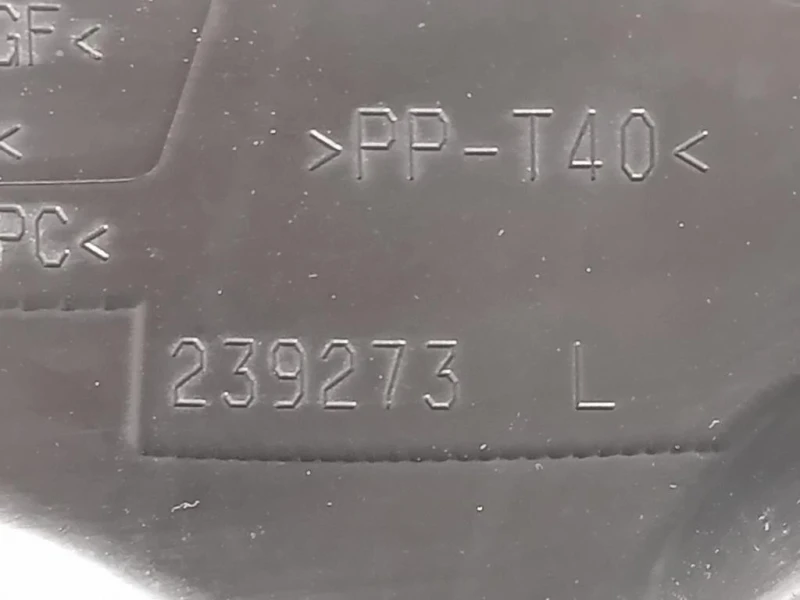 GF<
<
>PP-T40<
PC<
239273 L